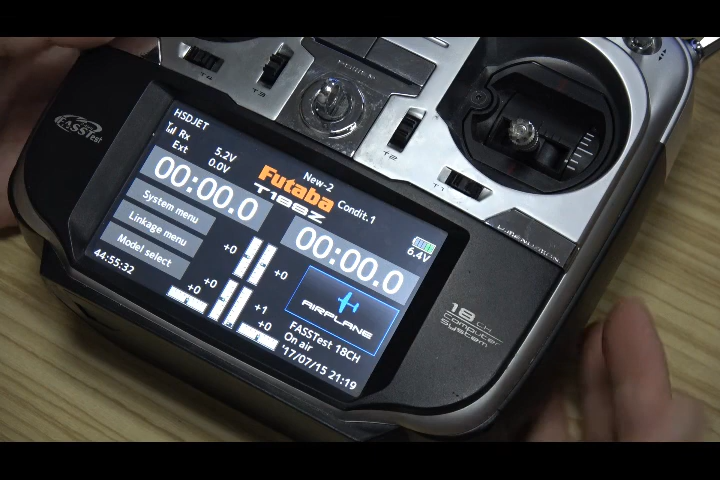 T4
T3
T2
T1
FASSTest
HSDJET
Rx
5.2V
Ext
0.0V
New-2
Futaba
Condit.1
T18SZ
00:00.0
00:00.0
6.4V
System menu
Linkage menu
Model select
44:55:32
+0
+0
+0
+0
+1
+0
AIRPLANE
FASSTest 18CH
On air
'17/07/15 21:19
18CH
Computer
System